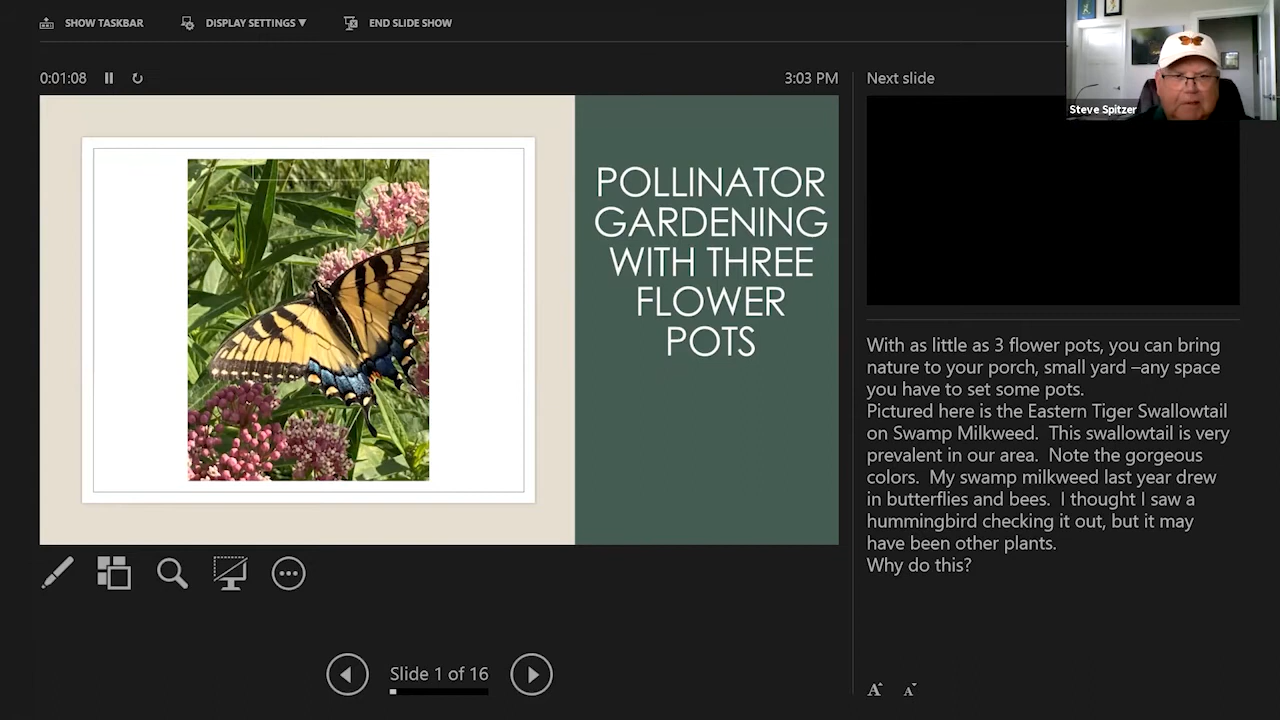 SHOW TASKBAR
DISPLAY SETTINGS ▼
END SLIDE SHOW
0:01:08
3:03 PM
Next slide
Steve Spitzer
POLLINATOR
GARDENING
WITH THREE
FLOWER
POTS
With as little as 3 flower pots, you can bring
nature to your porch, small yard –any space
you have to set some pots.
Pictured here is the Eastern Tiger Swallowtail
on Swamp Milkweed.  This swallowtail is very
prevalent in our area.  Note the gorgeous
colors.  My swamp milkweed last year drew
in butterflies and bees.  I thought I saw a
hummingbird checking it out, but it may
have been other plants.
Why do this?
Slide 1 of 16
A A